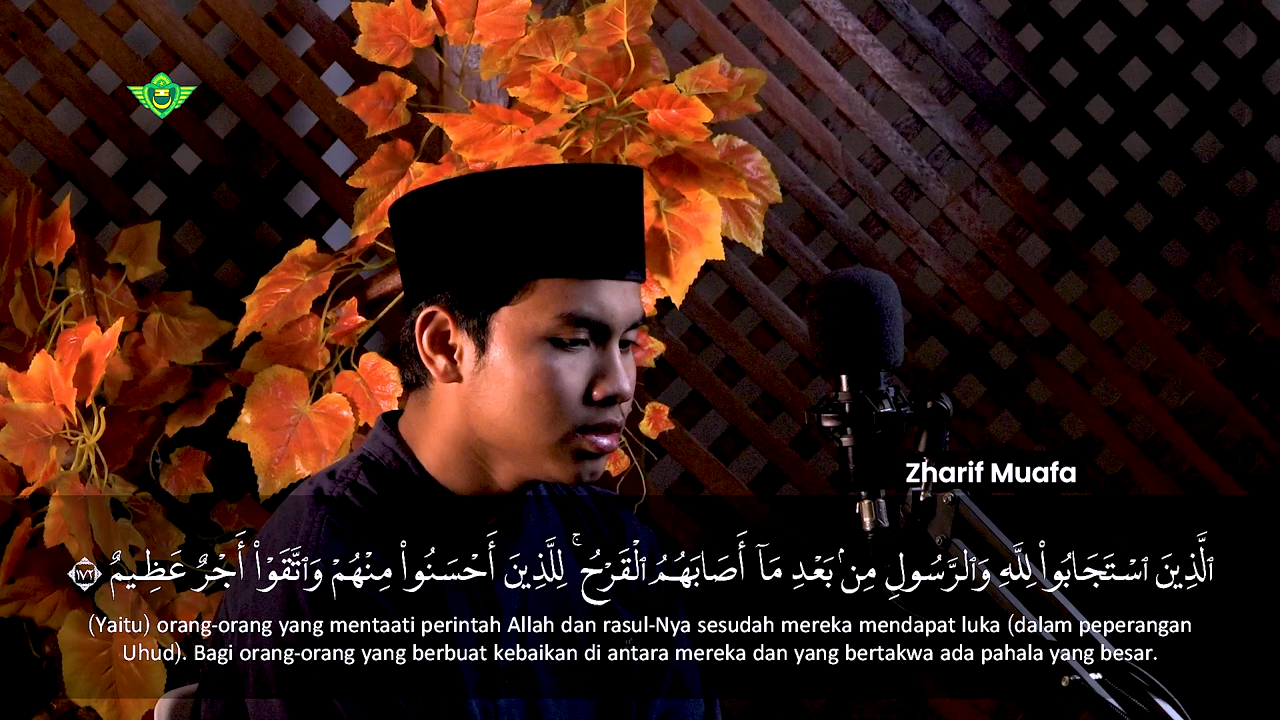 Zharif Muafa
ٱلَّذِينَ ٱسْتَجَابُوا۟ لِلَّهِ وَٱلرَّسُولِ مِنۢ بَعْدِ مَآ أَصَابَهُمُ ٱلْقَرْحُ ۚ لِلَّذِينَ أَحْسَنُوا۟ مِنْهُمْ وَٱتَّقَوْا۟ أَجْرٌ عَظِيمٌ ١٧٢
(Yaitu) orang-orang yang mentaati perintah Allah dan rasul-Nya sesudah mereka mendapat luka (dalam peperangan
Uhud). Bagi orang-orang yang berbuat kebaikan di antara mereka dan yang bertakwa ada pahala yang besar.